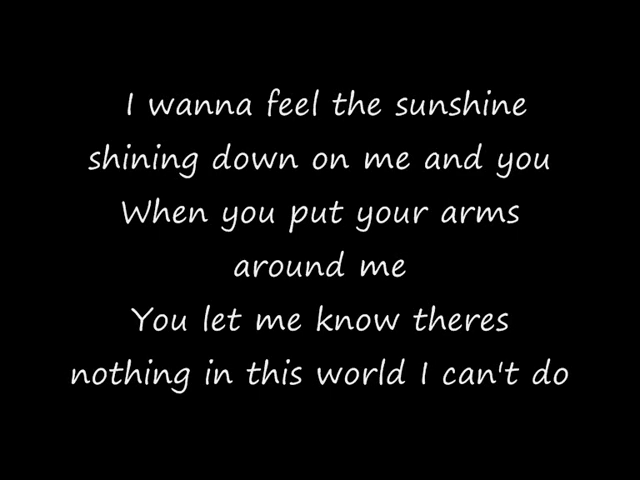 I wanna feel the sunshine
shining down on me and you
When you put your arms
around me
You let me know theres
nothing in this world I can't do